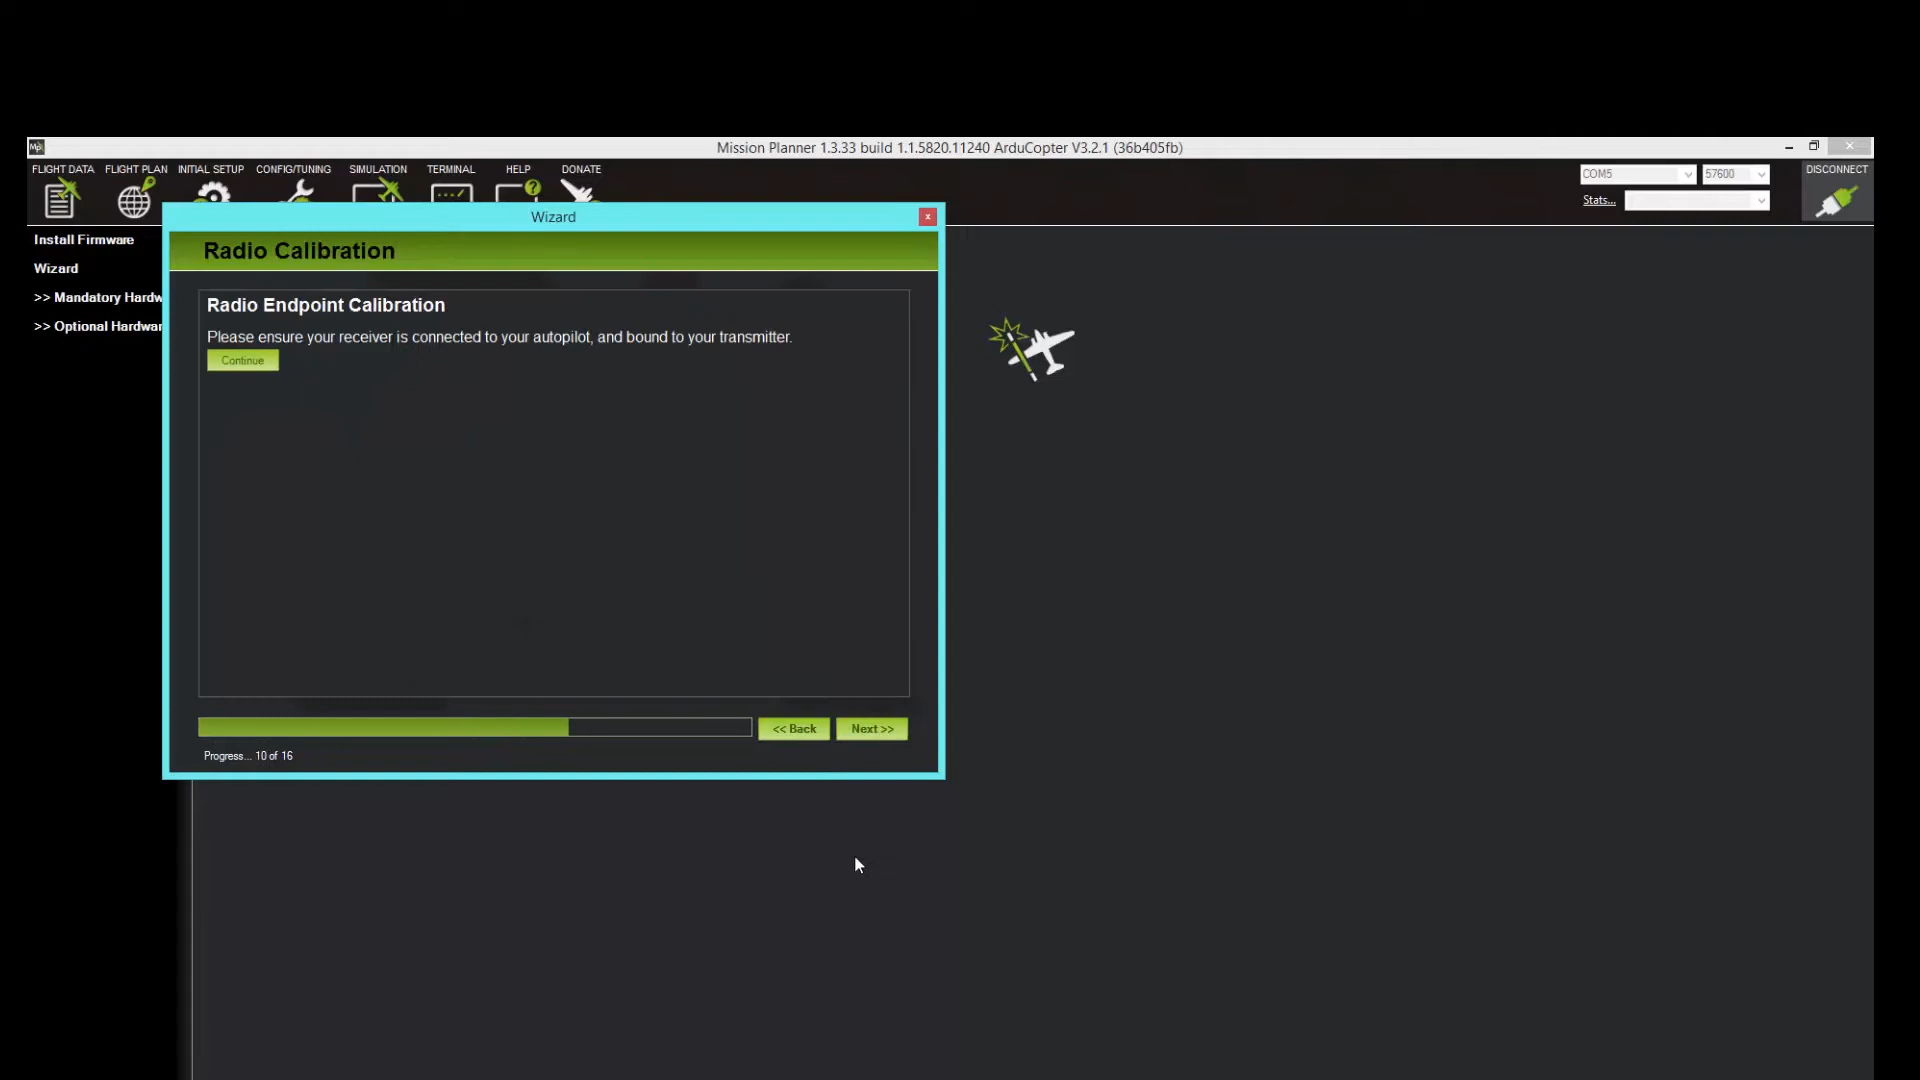 Mission Planner 1.3.33 build 1.1.5820.11240 ArduCopter V3.2.1 (36b405fb)
FLIGHT DATA FLIGHT PLAN INITIAL SETUP CONFIG/TUNING SIMULATION TERMINAL HELP DONATE
COM5 57600 DISCONNECT
Stats...
Install Firmware
Wizard
>> Mandatory Hardw
>> Optional Hardwar
Wizard
Radio Calibration
Radio Endpoint Calibration
Please ensure your receiver is connected to your autopilot, and bound to your transmitter.
Continue
<< Back Next >>
Progress... 10 of 16